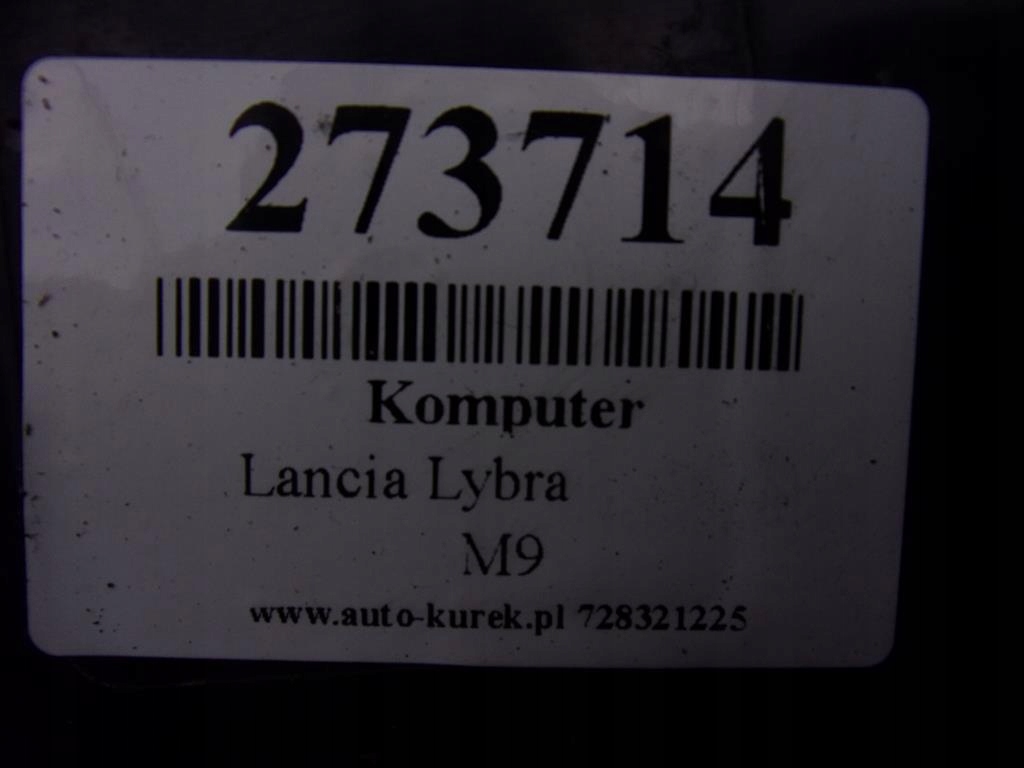 273714
Komputer
Lancia Lybra
M9
www.auto-kurek.pl 728321225